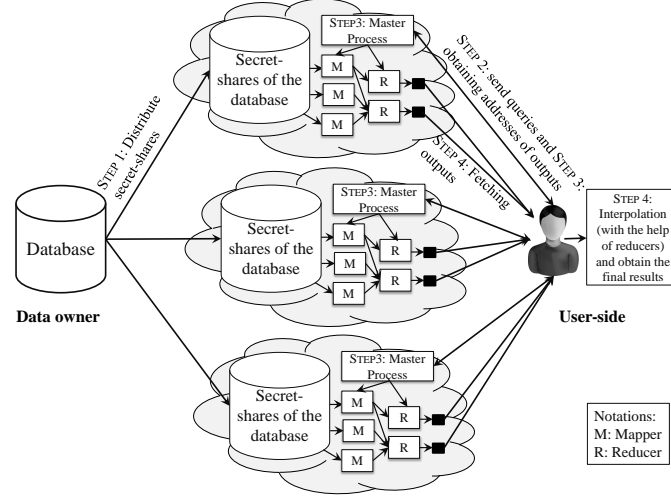 STEP3: Master
Process
Secret-
shares of the
database
M
M
M
R
R
STEP 1: Distribute
secret-shares
STEP 2: send queries and STEP 3:
obtaining addresses of outputs
STEP 4: Fetching
outputs
Database
Data owner
STEP3: Master
Process
Secret-
shares of the
database
M
M
M
R
R
STEP 4:
Interpolation
(with the help
of reducers)
and obtain the
final results
User-side
STEP3: Master
Process
Secret-
shares of the
database
M
M
M
R
R
Notations:
M: Mapper
R: Reducer